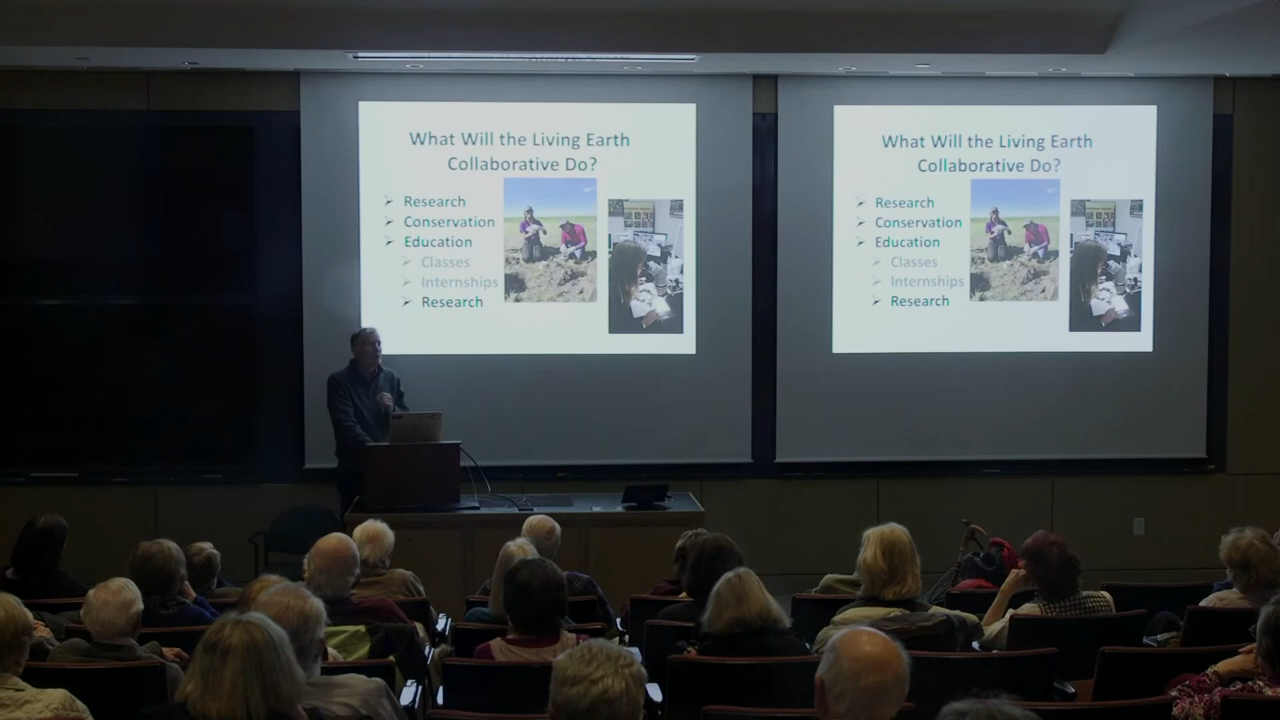 What Will the Living Earth
Collaborative Do?
Research
Conservation
Education
Classes
Internships
Research
What Will the Living Earth
Collaborative Do?
Research
Conservation
Education
Classes
Internships
Research